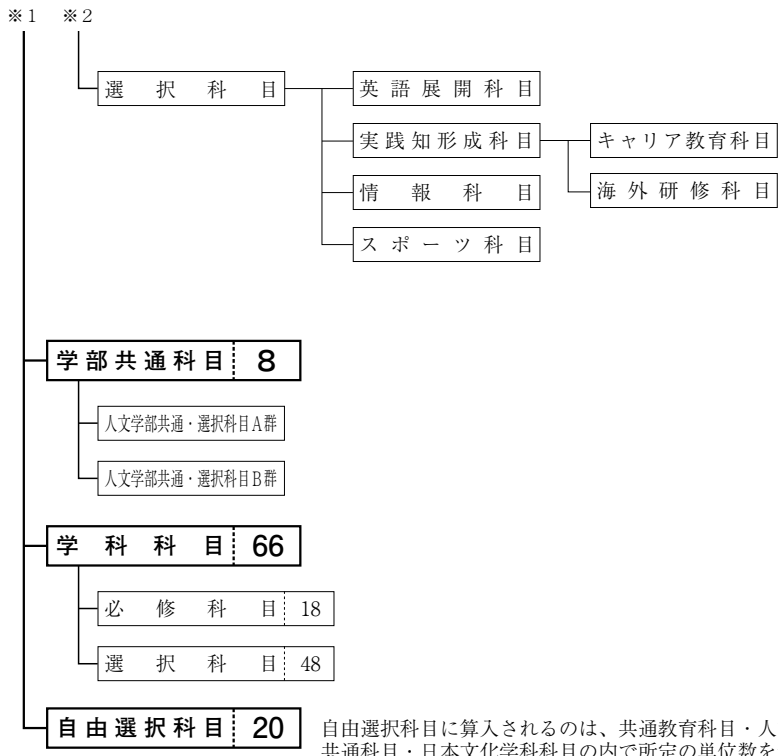 ※1 ※2
選択科目 英語展開科目
実践知形成科目 キャリア教育科目
情報科目 海外研修科目
スポーツ科目
学部共通科目 8
人文学部共通・選択科目A群
人文学部共通・選択科目B群
学科科目 66
必修科目 18
選択科目 48
自由選択科目 20 自由選択科目に算入されるのは、共通教育科目・人
共通科目・日本文化学科科目の内で所定の単位数を